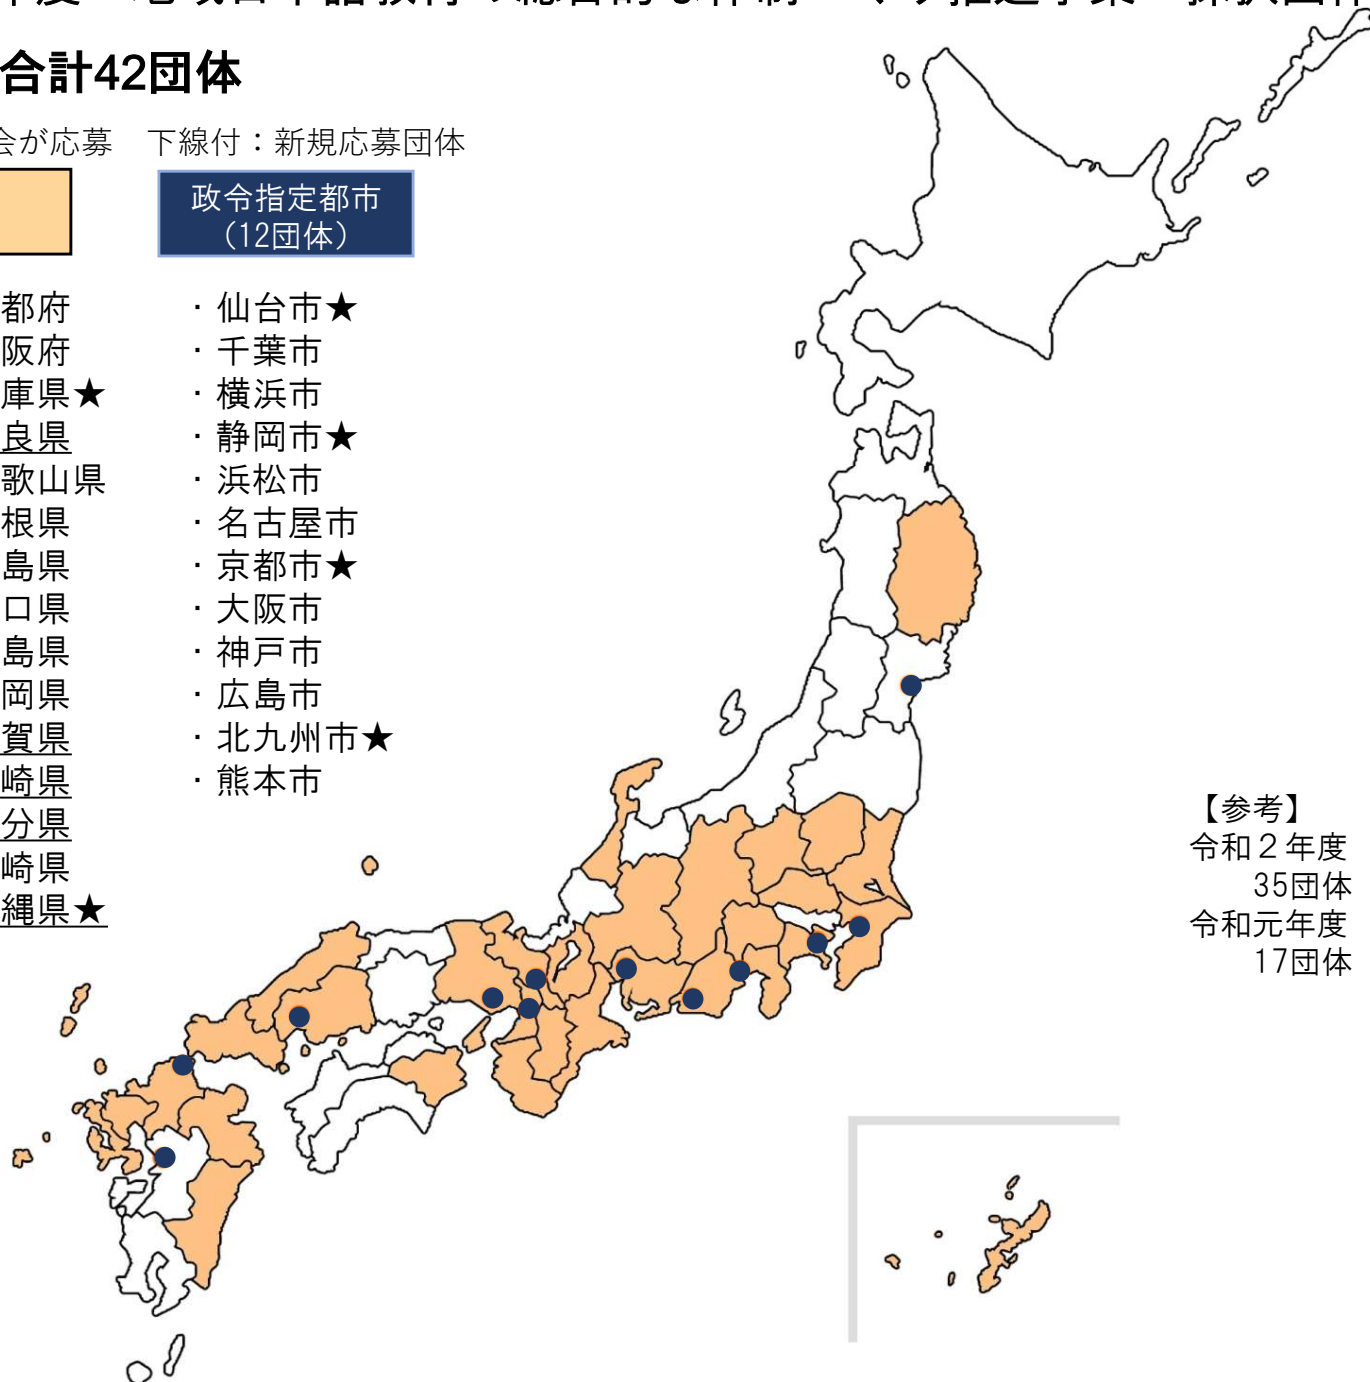 合計42団体
会が応募 下線付：新規応募団体
政令指定都市
（12団体）
都府
阪府
庫県★
良県
歌山県
根県
島県
口県
島県
岡県
賀県
崎県
分県
崎県
縄県★
・仙台市★
・千葉市
・横浜市
・静岡市★
・浜松市
・名古屋市
・京都市★
・大阪市
・神戸市
・広島市
・北九州市★
・熊本市
【参考】
令和２年度
35団体
令和元年度
17団体